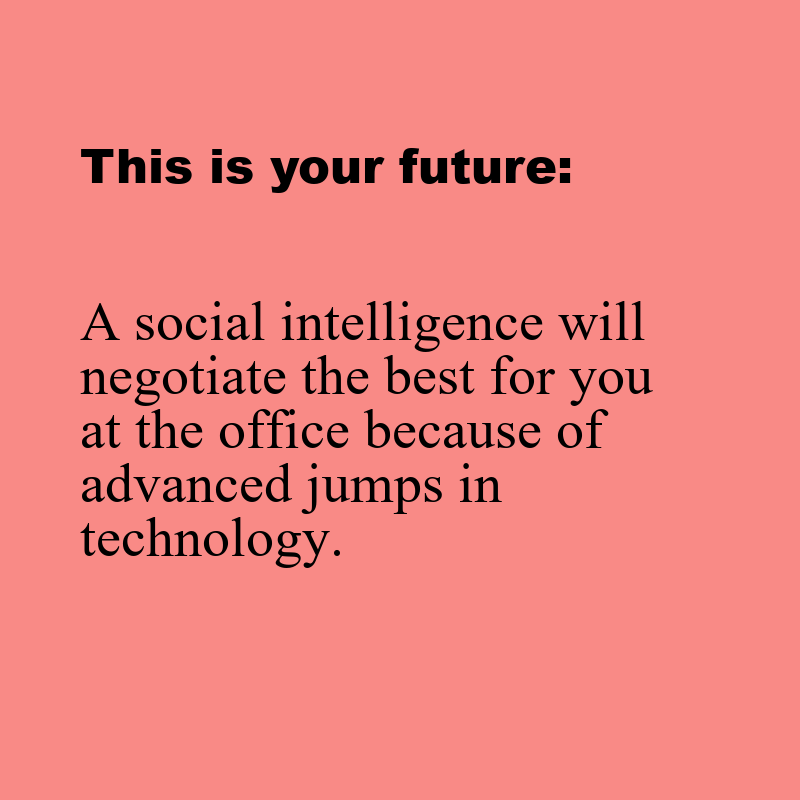 This is your future:
A social intelligence will
negotiate the best for you
at the office because of
advanced jumps in
technology.